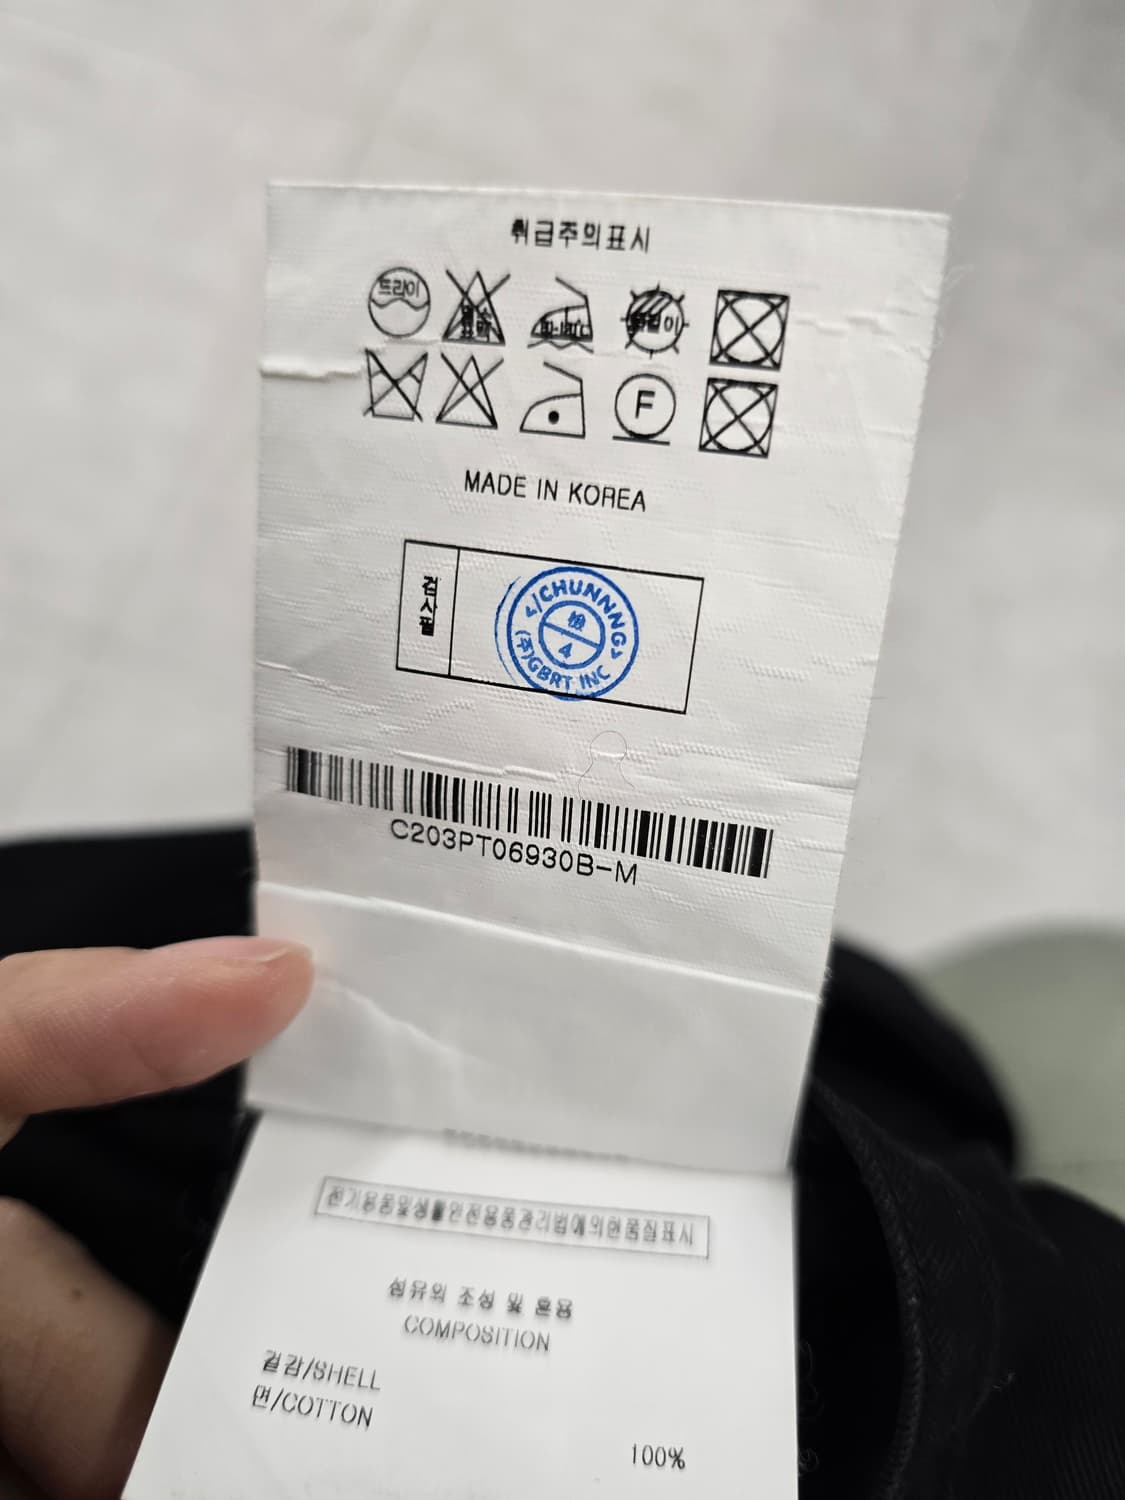 취급주의표시
드라이
F
MADE IN KOREA
검사필
</CHUNNNG>
檢
4
(주)GBRT INC
C203PT06930B-M
전기용품및생활안전용품관리법에의한품질표시
섬유의 조성 및 혼용
COMPOSITION
겉감/SHELL
면/COTTON
100%